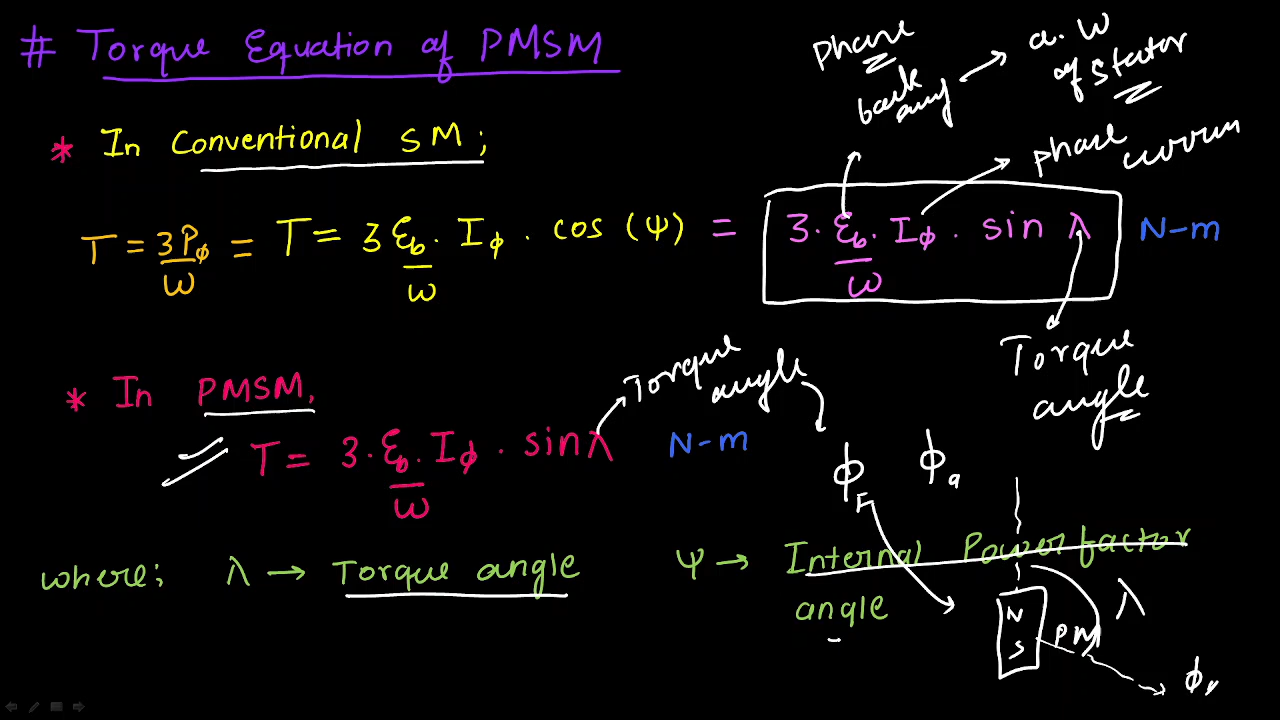 # Torque Equation of PMSM
phase
back emf → a.w
of stator
* In Conventional SM;
phase
T = 3Pφ/ω = T = 3 Eb/ω . Iφ . cos (ψ) = 3 . Eb/ω . Iφ . sin λ N-m
Torque
angle
* In PMSM,
Torque
angle
T = 3 . Eb/ω . Iφ . sin λ N-m
ϕF ϕa
where; λ → Torque angle
ψ → Internal Power factor
angle
N
S
PM
λ